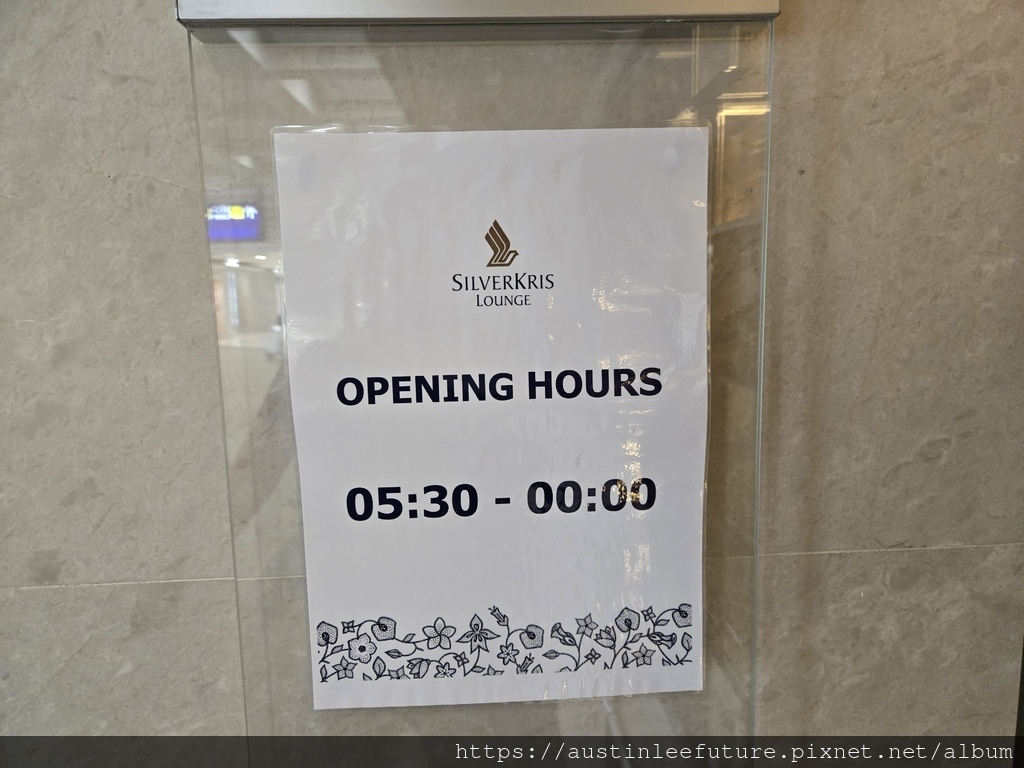 SILVERKRIS
LOUNGE
OPENING HOURS
05:30 - 00:00
https://austinleefuture.pixnet.net/album